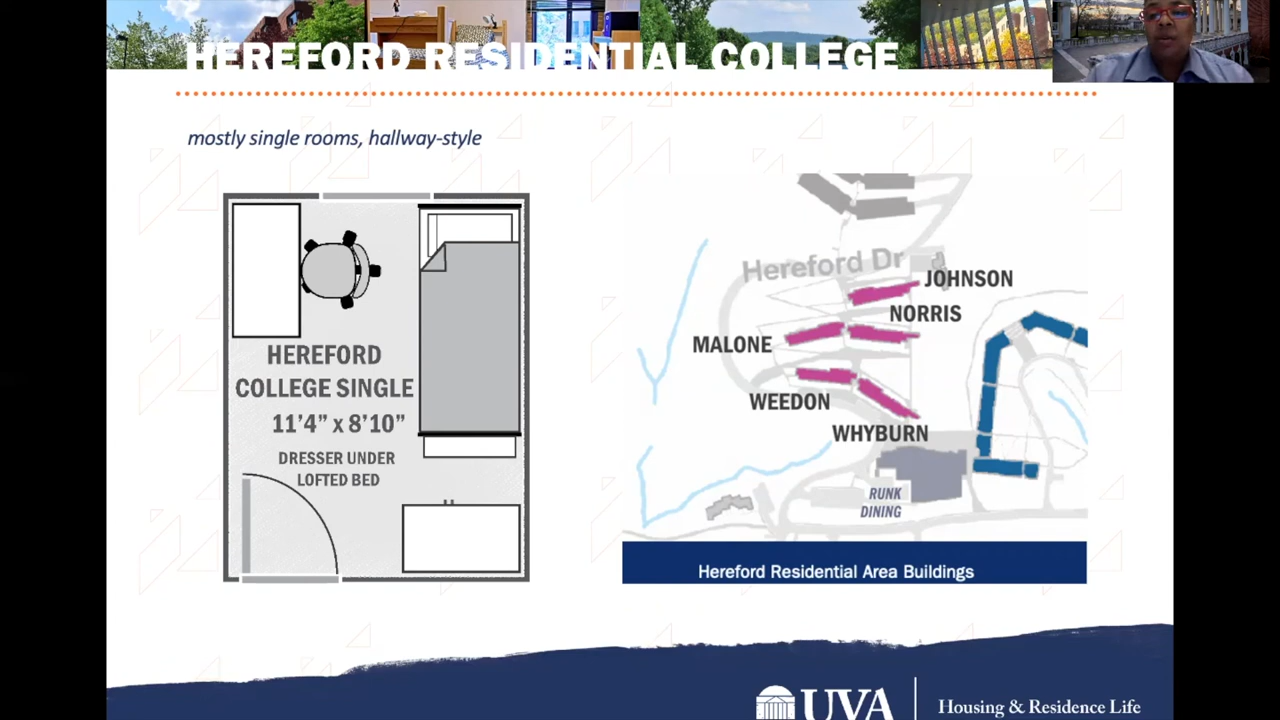 HEREFORD RESIDENTIAL COLLEGE
mostly single rooms, hallway-style
HEREFORD
COLLEGE SINGLE
11'4” x 8'10”
DRESSER UNDER
LOFTED BED
Hereford Dr
JOHNSON
NORRIS
MALONE
WEEDON
WHYBURN
RUNK
DINING
Hereford Residential Area Buildings
UVA
Housing & Residence Life